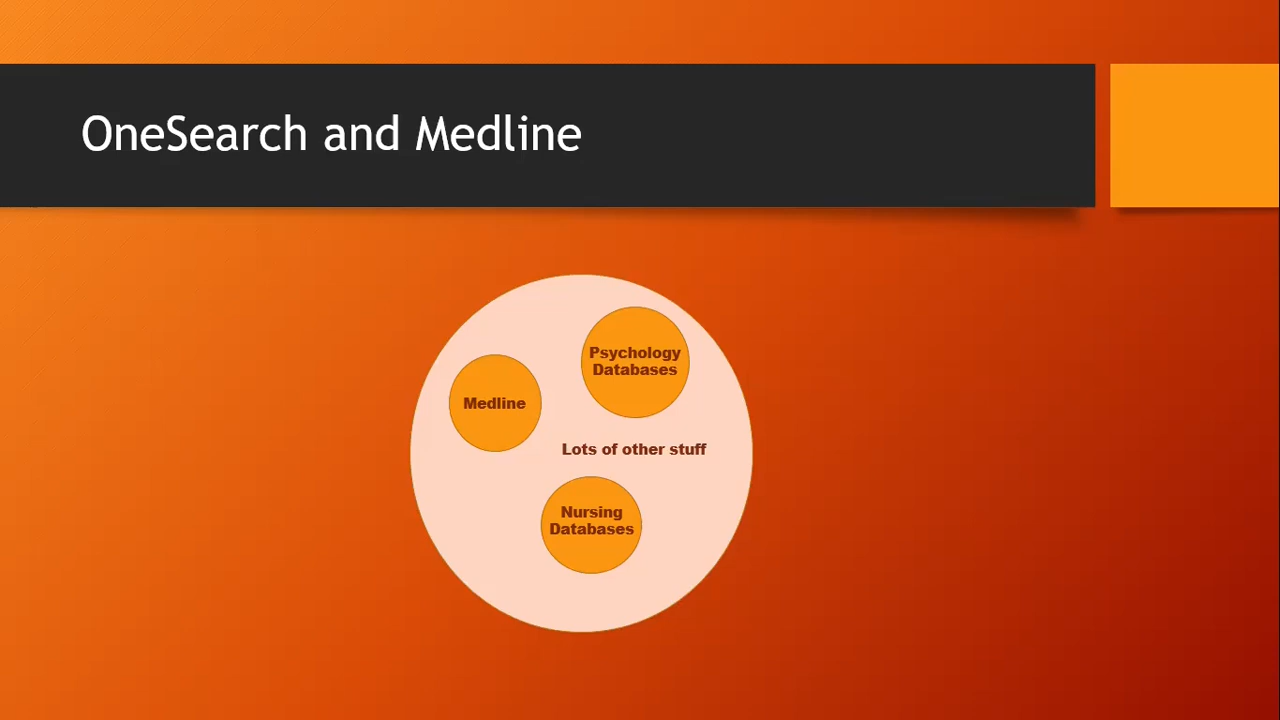 OneSearch and Medline
Psychology
Databases
Medline
Lots of other stuff
Nursing
Databases